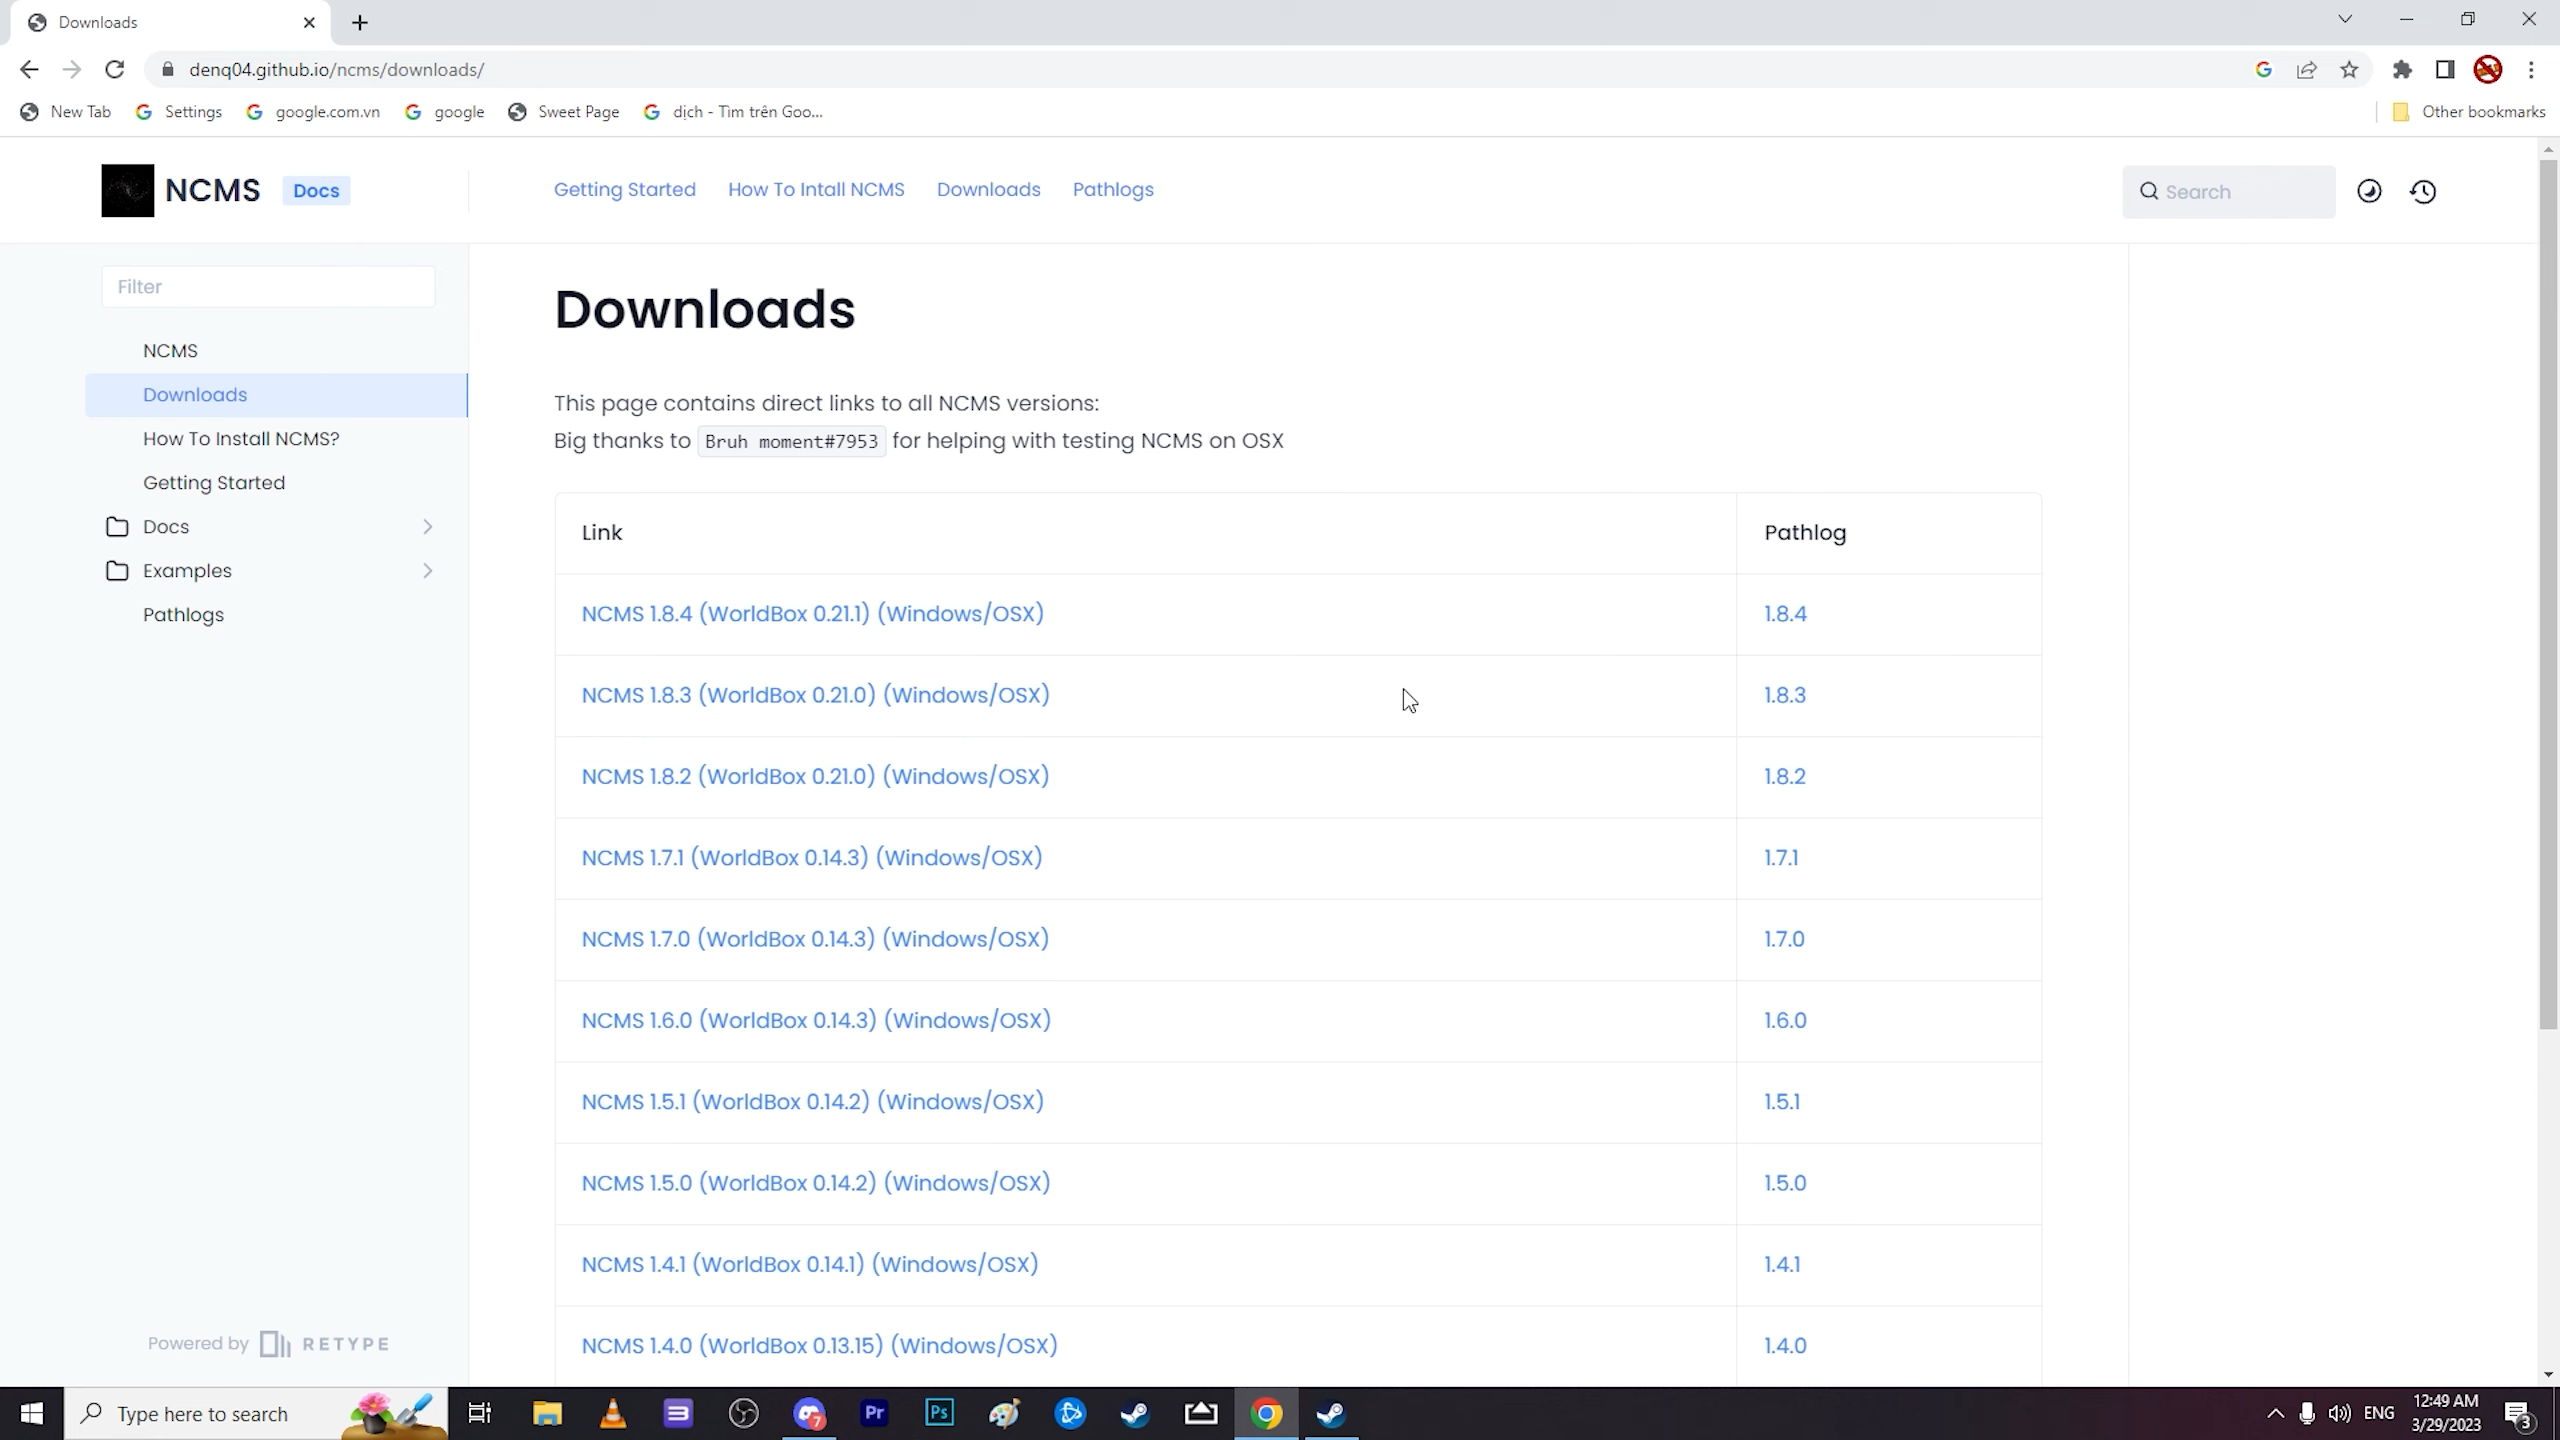 Downloads
denq04.github.io/ncms/downloads/
New Tab
Settings
google.com.vn
google
Sweet Page
dịch - Tìm trên Goo...
Other bookmarks
NCMS
Docs
Getting Started
How To Intall NCMS
Downloads
Pathlogs
Search
Filter
NCMS
Downloads
How To Install NCMS?
Getting Started
Docs
Examples
Pathlogs
Powered by RETYPE
Downloads
This page contains direct links to all NCMS versions:
Big thanks to Bruh moment#7953 for helping with testing NCMS on OSX
Link Pathlog
NCMS 1.8.4 (WorldBox 0.21.1) (Windows/OSX) 1.8.4
NCMS 1.8.3 (WorldBox 0.21.0) (Windows/OSX) 1.8.3
NCMS 1.8.2 (WorldBox 0.21.0) (Windows/OSX) 1.8.2
NCMS 1.7.1 (WorldBox 0.14.3) (Windows/OSX) 1.7.1
NCMS 1.7.0 (WorldBox 0.14.3) (Windows/OSX) 1.7.0
NCMS 1.6.0 (WorldBox 0.14.3) (Windows/OSX) 1.6.0
NCMS 1.5.1 (WorldBox 0.14.2) (Windows/OSX) 1.5.1
NCMS 1.5.0 (WorldBox 0.14.2) (Windows/OSX) 1.5.0
NCMS 1.4.1 (WorldBox 0.14.1) (Windows/OSX) 1.4.1
NCMS 1.4.0 (WorldBox 0.13.15) (Windows/OSX) 1.4.0
Type here to search
7
Pr
Ps
ENG
12:49 AM
3/29/2023
3